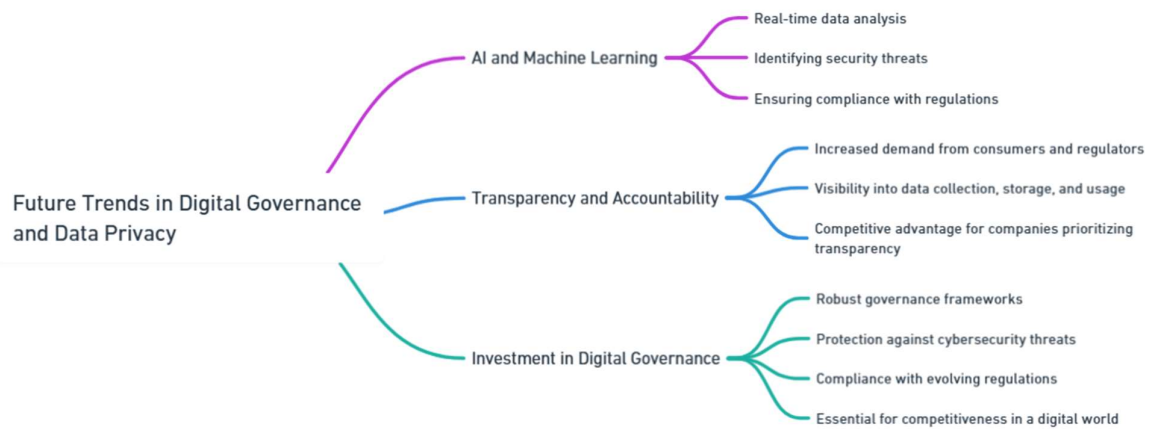 Future Trends in Digital Governance
and Data Privacy
AI and Machine Learning
Real-time data analysis
Identifying security threats
Ensuring compliance with regulations
Transparency and Accountability
Increased demand from consumers and regulators
Visibility into data collection, storage, and usage
Competitive advantage for companies prioritizing
transparency
Investment in Digital Governance
Robust governance frameworks
Protection against cybersecurity threats
Compliance with evolving regulations
Essential for competitiveness in a digital world